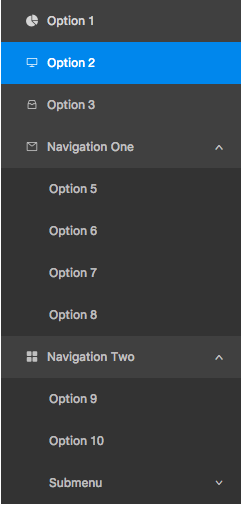 Option 1
Option 2
Option 3
Navigation One
Option 5
Option 6
Option 7
Option 8
Navigation Two
Option 9
Option 10
Submenu